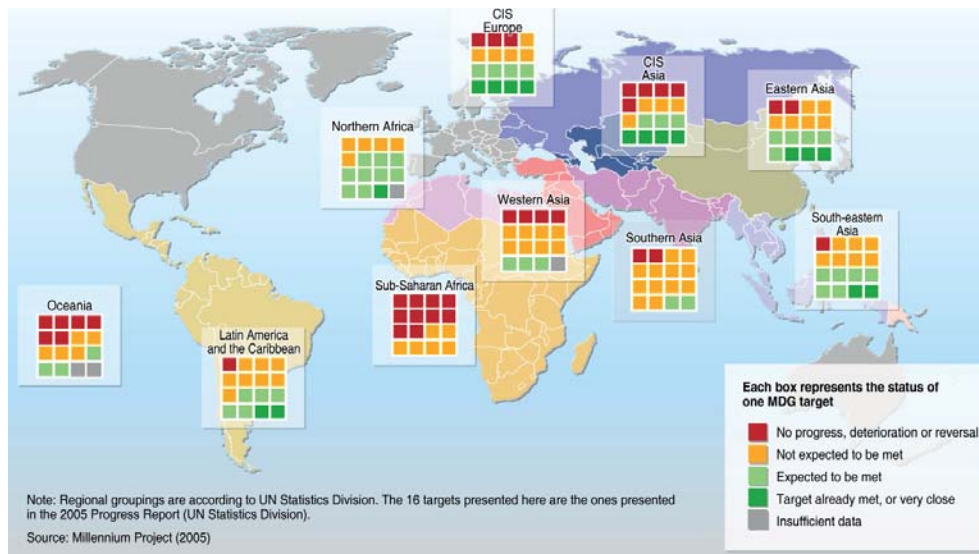 CIS
Europe
CIS
Asia
Eastern Asia
Northern Africa
Western Asia
Southern Asia
South-eastern
Asia
Sub-Saharan Africa
Oceania
Latin America
and the Caribbean
Each box represents the status of
one MDG target
No progress, deterioration or reversal
Not expected to be met
Expected to be met
Target already met, or very close
Insufficient data
Note: Regional groupings are according to UN Statistics Division. The 16 targets presented here are the ones presented
in the 2005 Progress Report (UN Statistics Division).
Source: Millennium Project (2005)